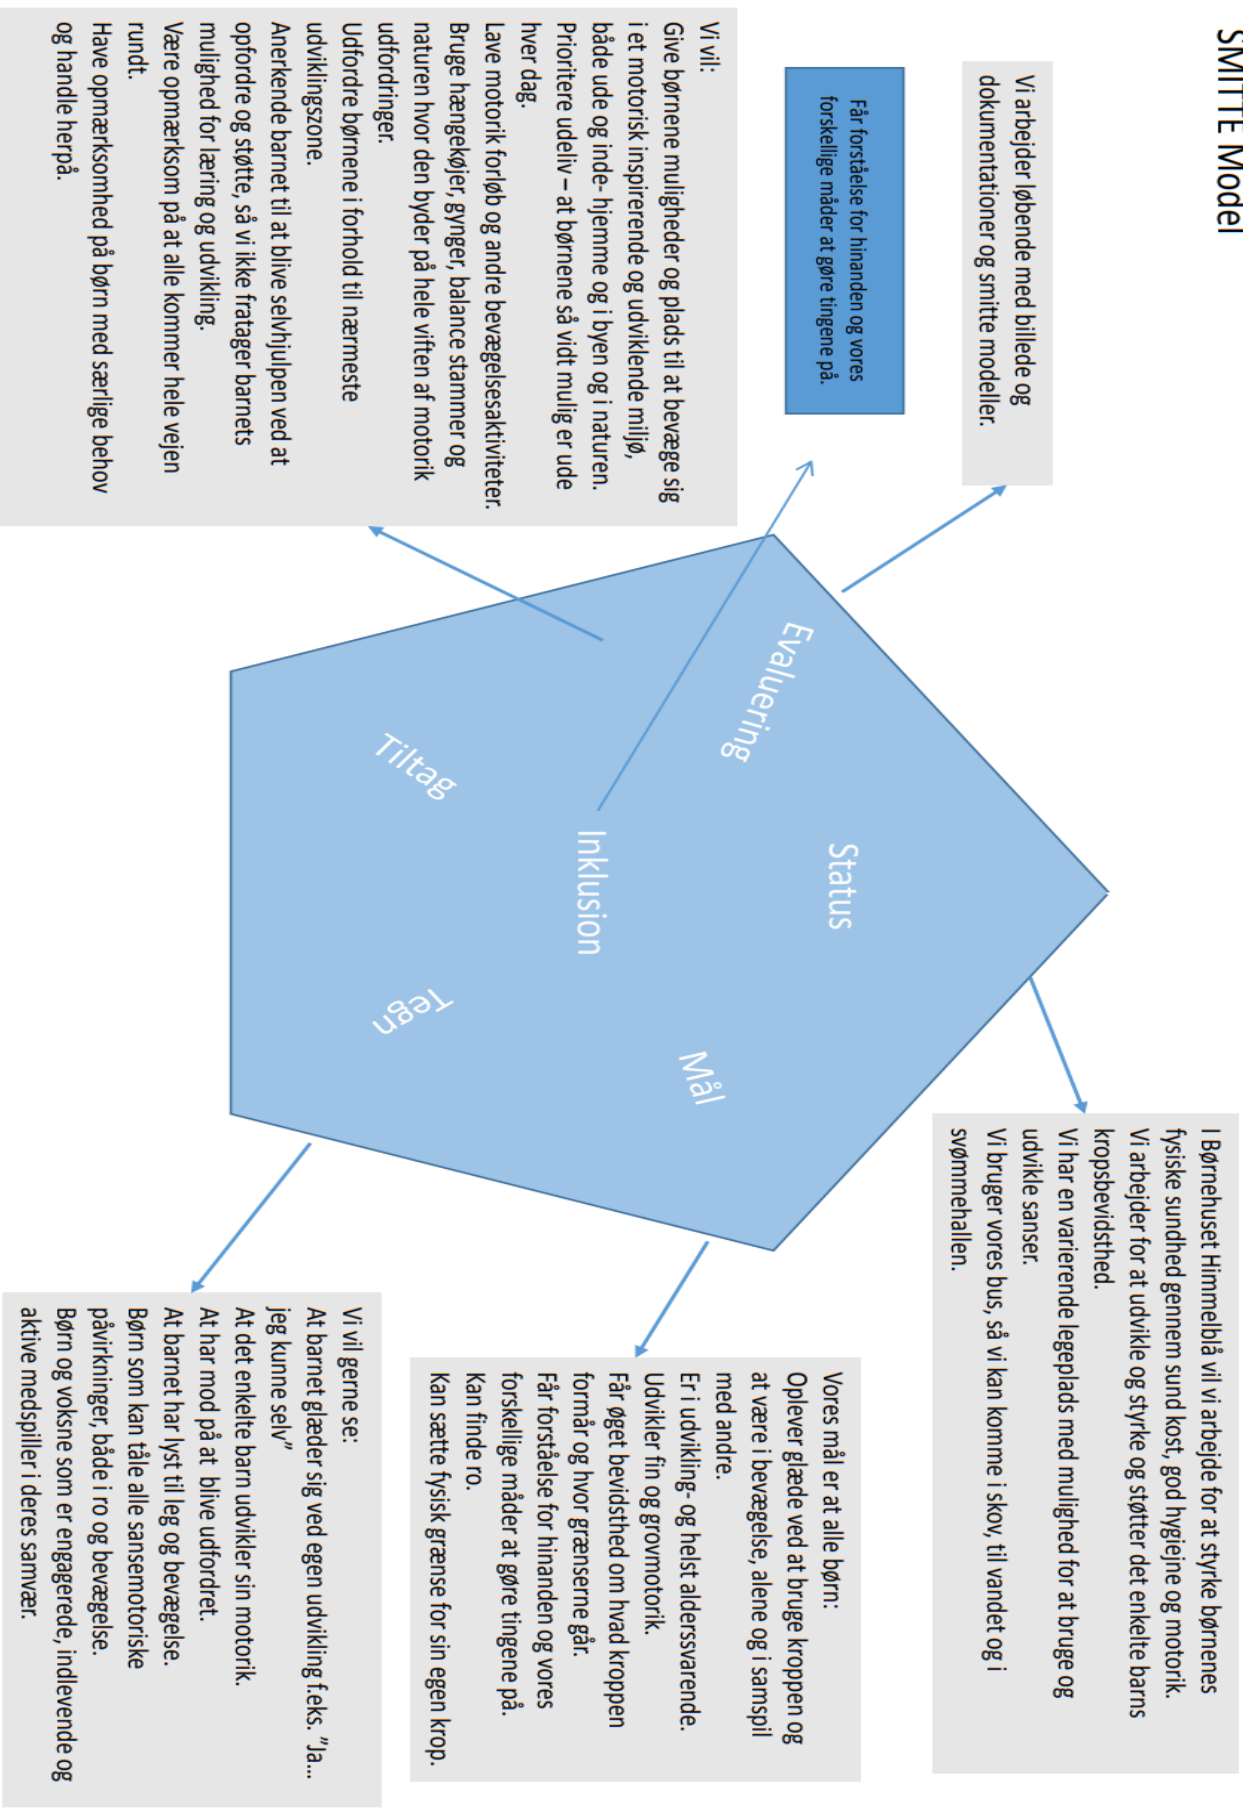 SMITTE Model
Vi arbejder løbende med billede og
dokumentationer og smitte modeller.
Får forståelse for hinanden og vores
forskellige måder at gøre tingene på.
Vi vil:
Give børnene muligheder og plads til at bevæge sig
i et motorisk inspirerende og udviklende miljø,
både ude og inde- hjemme og i byen og i naturen.
Prioritere udeliv – at børnene så vidt mulig er ude
hver dag.
Lave motorik forløb og andre bevægelsesaktiviteter.
Bruge hængekøjer, gynger, balance stammer og
naturen hvor den byder på hele viften af motorik
udfordringer.
Udfordre børnene i forhold til nærmeste
udviklingszone.
Anerkende barnet til at blive selvhjulpen ved at
opfordre og støtte, så vi ikke fratager barnets
mulighed for læring og udvikling.
Være opmærksom på at alle kommer hele vejen
rundt.
Have opmærksomhed på børn med særlige behov
og handle herpå.
Evaluering
Status
Mål
Inklusion
Tiltag
Tegn
I Børnehuset Himmelblå vil vi arbejde for at styrke børnenes
fysiske sundhed gennem sund kost, god hygiejne og motorik.
Vi arbejder for at udvikle og styrke og støtter det enkelte barns
kropsbevidsthed.
Vi har en varierende legeplads med mulighed for at bruge og
udvikle sanser.
Vi bruger vores bus, så vi kan komme i skov, til vandet og i
svømmehallen.
Vores mål er at alle børn:
Oplever glæde ved at bruge kroppen og
at være i bevægelse, alene og i samspil
med andre.
Er i udvikling- og helst alderssvarende.
Udvikler fin og grovmotorik.
Får øget bevidsthed om hvad kroppen
formår og hvor grænserne går.
Får forståelse for hinanden og vores
forskellige måder at gøre tingene på.
Kan finde ro.
Kan sætte fysisk grænse for sin egen krop.
Vi vil gerne se:
At barnet glæder sig ved egen udvikling f.eks. "Ja...
jeg kunne selv"
At det enkelte barn udvikler sin motorik.
At har mod på at blive udfordret.
At barnet har lyst til leg og bevægelse.
Børn som kan tåle alle sansemotoriske
påvirkninger, både i ro og bevægelse.
Børn og voksne som er engagerede, indlevende og
aktive medspiller i deres samvær.